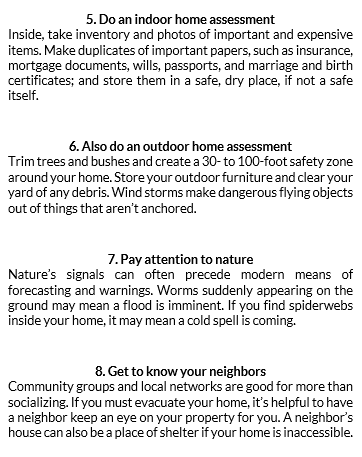 5. Do an indoor home assessment
Inside, take inventory and photos of important and expensive
items. Make duplicates of important papers, such as insurance,
mortgage documents, wills, passports, and marriage and birth
certificates; and store them in a safe, dry place, if not a safe
itself.
6. Also do an outdoor home assessment
Trim trees and bushes and create a 30- to 100-foot safety zone
around your home. Store your outdoor furniture and clear your
yard of any debris. Wind storms make dangerous flying objects
out of things that aren't anchored.
7. Pay attention to nature
Nature's signals can often precede modern means of
forecasting and warnings. Worms suddenly appearing on the
ground may mean a flood is imminent. If you find spiderwebs
inside your home, it may mean a cold spell is coming.
8. Get to know your neighbors
Community groups and local networks are good for more than
socializing. If you must evacuate your home, it's helpful to have
a neighbor keep an eye on your property for you. A neighbor's
house can also be a place of shelter if your home is inaccessible.